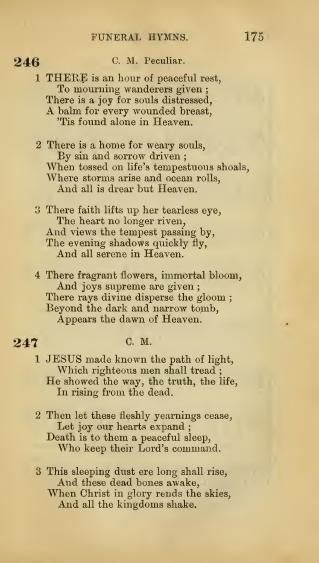 FUNERAL HYMNS. 175
246 C. M. Peculiar.
1 THERE is an hour of peaceful rest,
To mourning wanderers given ;
There is a joy for souls distressed,
A balm for every wounded breast,
'Tis found alone in Heaven.
2 There is a home for weary souls,
By sin and sorrow driven ;
When tossed on life's tempestuous shoals,
Where storms arise and ocean rolls,
And all is drear but Heaven.
3 There faith lifts up her tearless eye,
The heart no longer riven,
And views the tempest passing by,
The evening shadows quickly fly,
And all serene in Heaven.
4 There fragrant flowers, immortal bloom,
And joys supreme are given ;
There rays divine disperse the gloom ;
Beyond the dark and narrow tomb,
Appears the dawn of Heaven.
247 C. M.
1 JESUS made known the path of light,
Which righteous men shall tread ;
He showed the way, the truth, the life,
In rising from the dead.
2 Then let these fleshly yearnings cease,
Let joy our hearts expand ;
Death is to them a peaceful sleep,
Who keep their Lord's command.
3 This sleeping dust ere long shall rise,
And these dead bones awake,
When Christ in glory rends the skies,
And all the kingdoms shake.